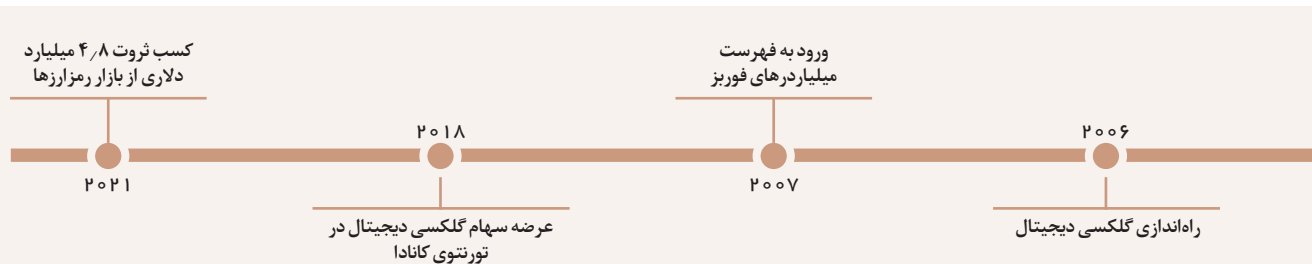 ۲۰۰۶
راه‌اندازی گلکسی دیجیتال
ورود به فهرست
میلیاردرهای فوربز
۲۰۰۷
۲۰۱۸
عرضه سهام گلکسی دیجیتال در
تورنتوی کانادا
کسب ثروت ۴٫۸ میلیارد
دلاری از بازار رمزارزها
۲۰۲۱